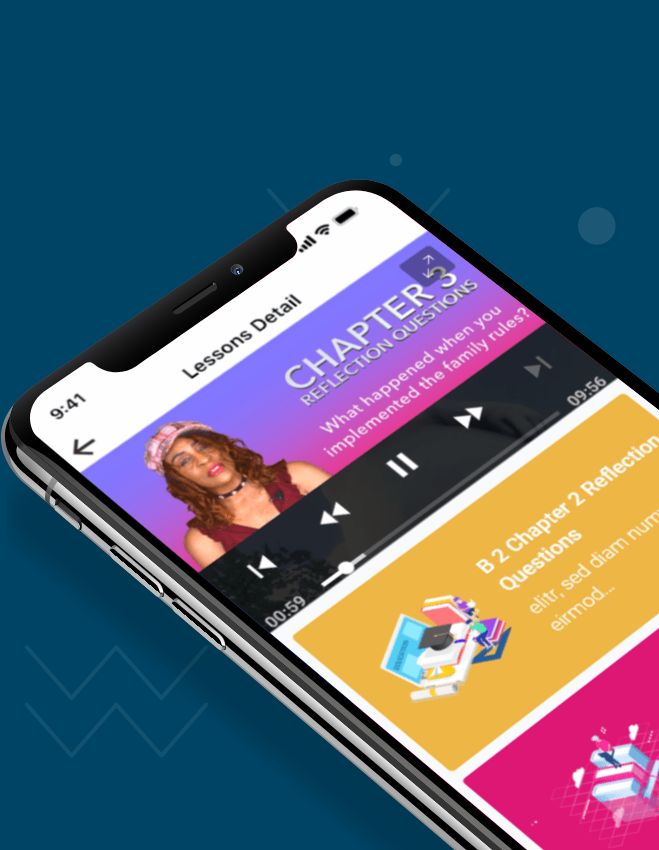 9:41
Lessons Detail
CHAPTER 3
REFLECTION QUESTIONS
What happened when you
implemented the family rules?
00:59
09:56
B 2 Chapter 2 Reflection
Questions
elitr, sed diam
eirmod...